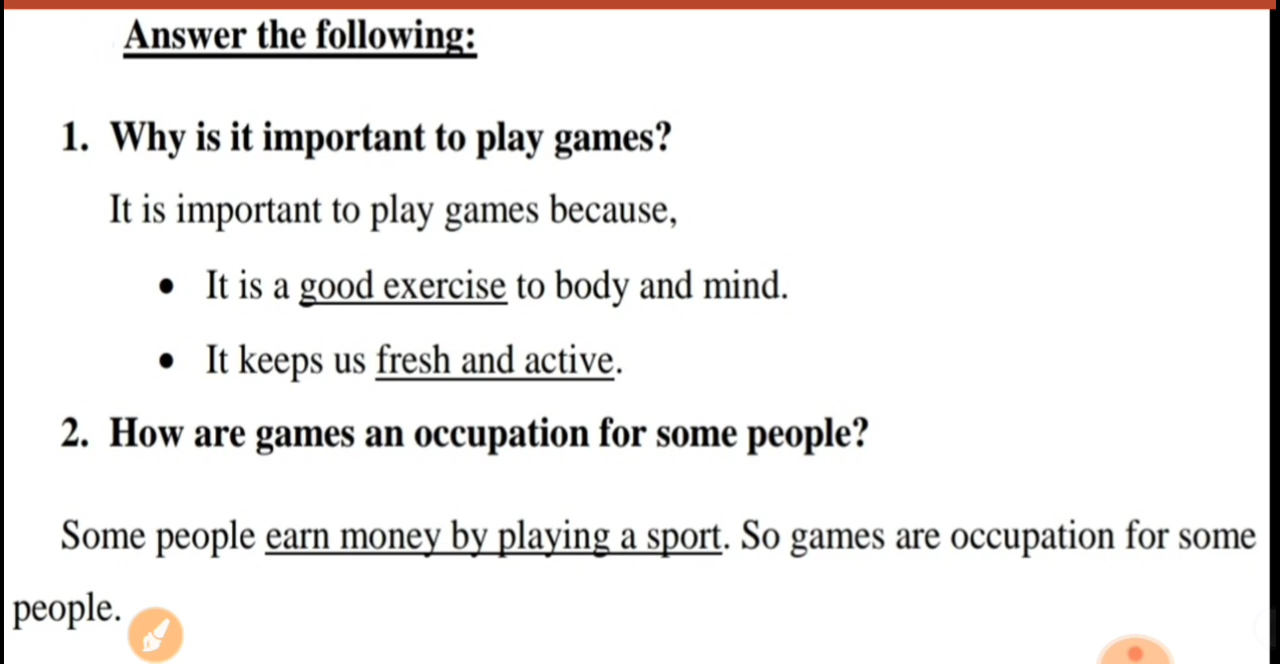 Answer the following:
1. Why is it important to play games?
It is important to play games because,
• It is a good exercise to body and mind.
• It keeps us fresh and active.
2. How are games an occupation for some people?
Some people earn money by playing a sport. So games are occupation for some
people.